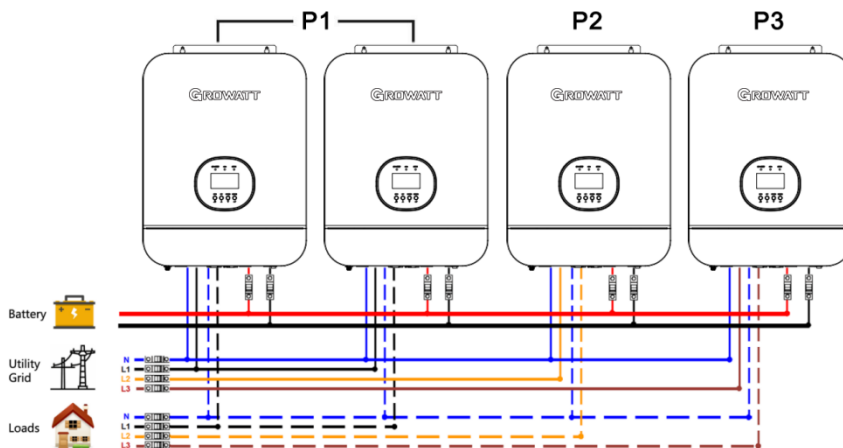 P1 P2 P3
GROWATT GROWATT GROWATT GROWATT
Battery
Utility
Grid
N
L1
L2
L3
Loads
N
L1
L2
L3